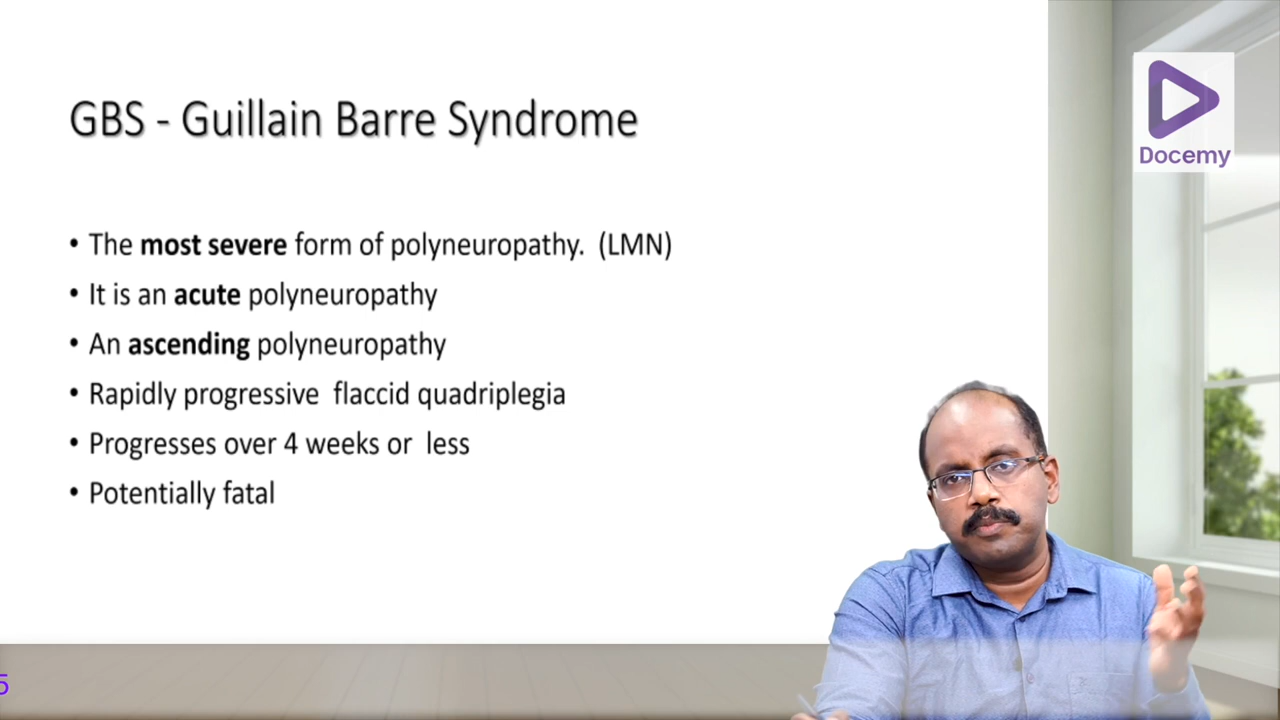 GBS - Guillain Barre Syndrome
• The most severe form of polyneuropathy. (LMN)
• It is an acute polyneuropathy
• An ascending polyneuropathy
• Rapidly progressive flaccid quadriplegia
• Progresses over 4 weeks or less
• Potentially fatal
Docemy
5